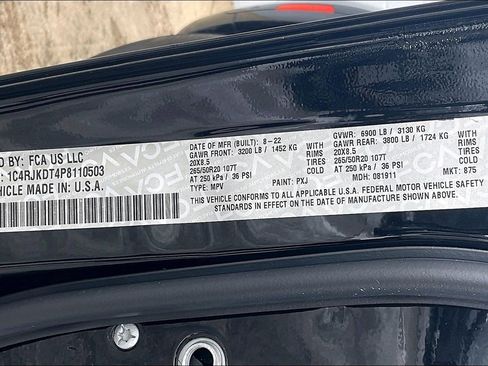 BY: FCA US LLC
: 1C4RJKDT4P8110503
VEHICLE MADE IN: U.S.A.
DATE OF MFR (BUILT): 8-22
GAWR FRONT: 3200 LB / 1452 KG
20X8.5 RIMS
265/50R20 107T TIRES
AT 250 kPa / 36 PSI COLD
TYPE: MPV PAINT: PXJ
GVWR: 6900 LB / 3130 KG
GAWR REAR: 3800 LB / 1724 KG
20X8.5 RIMS
265/50R20 107T TIRES
AT 250 kPa / 36 PSI COLD
MDH: 081911 MKT: 875
THIS VEHICLE CONFORMS TO ALL APPLICABLE U.S.A. FEDERAL MOTOR VEHICLE SAFETY
STANDARDS IN EFFECT ON THE DATE OF MANUFACTURE SHOWN ABOVE.